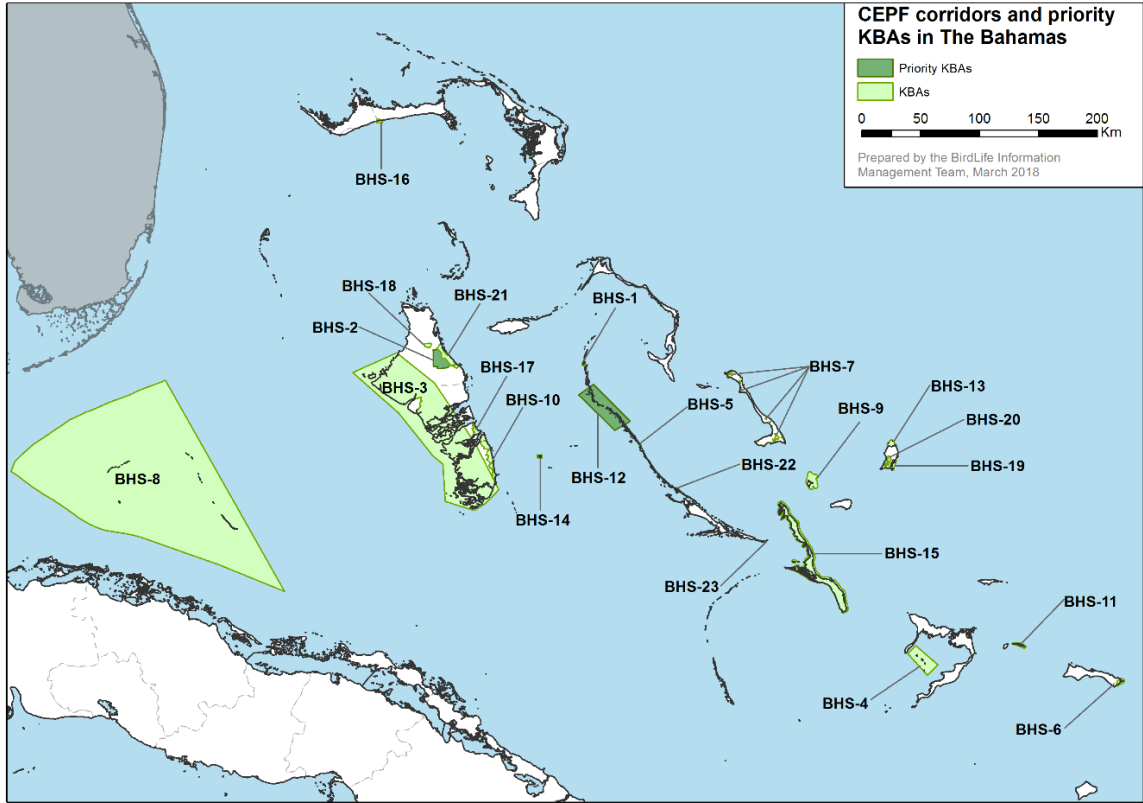 CEPF corridors and priority
KBAs in The Bahamas
Priority KBAs
KBAs
0 50 100 150 200
Km
Prepared by the BirdLife Information
Management Team, March 2018
BHS-16
BHS-18
BHS-21
BHS-1
BHS-2
BHS-17
BHS-7
BHS-3
BHS-10
BHS-5
BHS-13
BHS-9
BHS-20
BHS-19
BHS-22
BHS-8
BHS-12
BHS-14
BHS-15
BHS-23
BHS-11
BHS-4
BHS-6